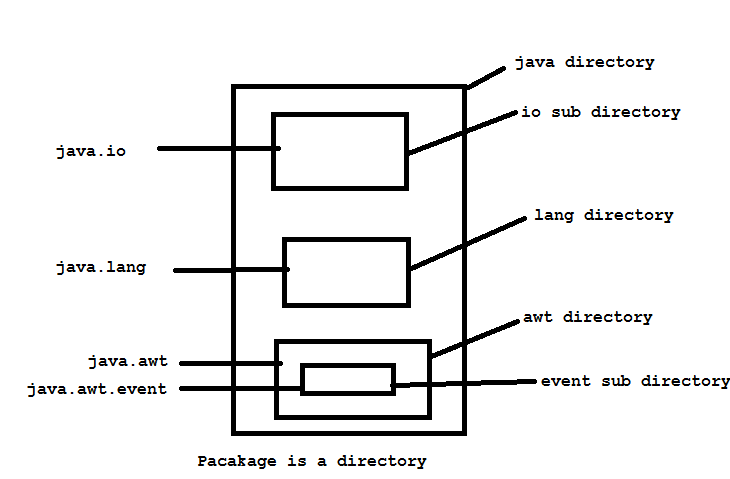 java directory
io sub directory
java.io
lang directory
java.lang
awt directory
java.awt
event sub directory
java.awt.event
Pacakage is a directory